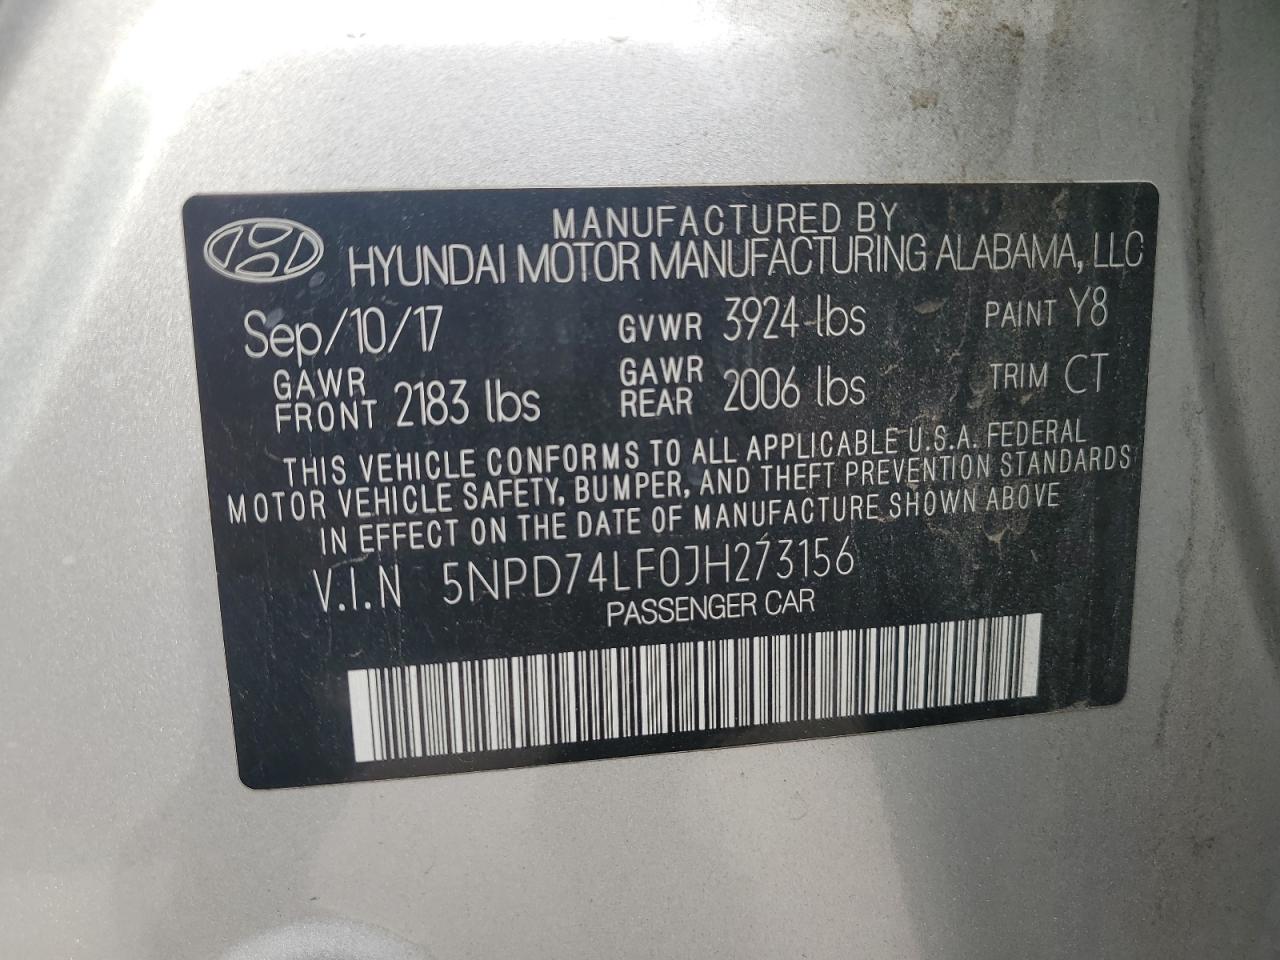 MANUFACTURED BY
HYUNDAI MOTOR MANUFACTURING ALABAMA, LLC
Sep/10/17 GVWR 3924 lbs PAINT Y8
GAWR FRONT 2183 lbs GAWR REAR 2006 lbs TRIM CT
THIS VEHICLE CONFORMS TO ALL APPLICABLE U.S.A. FEDERAL
MOTOR VEHICLE SAFETY, BUMPER, AND THEFT PREVENTION STANDARDS
IN EFFECT ON THE DATE OF MANUFACTURE SHOWN ABOVE
V.I.N 5NPD74LF0JH273156
PASSENGER CAR